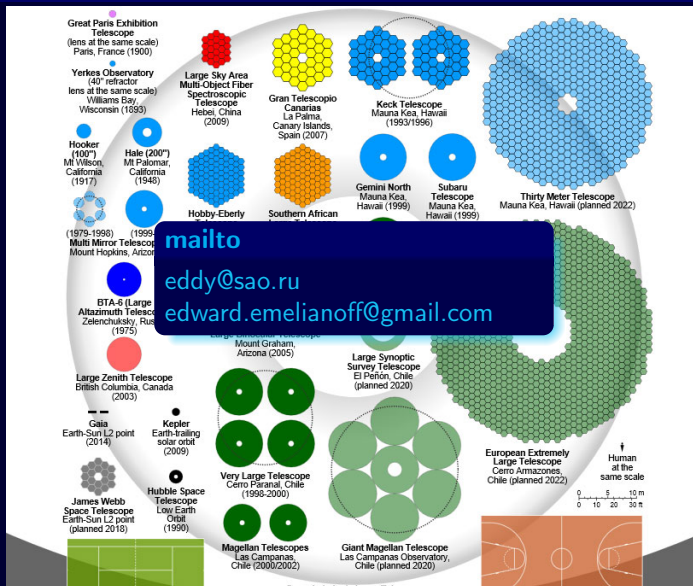 Great Paris Exhibition
Telescope
(lens at the same scale)
Paris, France (1900)
Yerkes Observatory
(40" refractor
lens at the same scale)
Williams Bay,
Wisconsin (1893)
Large Sky Area
Multi-Object Fiber
Spectroscopic
Telescope
Hebei, China
(2009)
Gran Telescopio
Canarias
La Palma,
Canary Islands,
Spain (2007)
Keck Telescope
Mauna Kea, Hawaii
(1993/1996)
Thirty Meter Telescope
Mauna Kea, Hawaii (planned 2022)
Hooker
(100")
Mt Wilson,
California
(1917)
Hale (200")
Mt Palomar,
California
(1948)
Gemini North
Mauna Kea,
Hawaii (1999)
Subaru
Telescope
Mauna Kea,
Hawaii (1999)
Hobby-Eberly
Southern African
(1979-1998)
(1999-
Multi Mirror Telescope
Mount Hopkins, Arizona
mailto
eddy@sao.ru
edward.emelianoff@gmail.com
BTA-6 (Large
Altazimuth Telesco
Zelenchuksky, Rus
(1975)
Large Binocular Telescope
Mount Graham,
Arizona (2005)
Large Synoptic
Survey Telescope
El Peñón, Chile
(planned 2020)
Large Zenith Telescope
British Columbia, Canada
(2003)
Gaia
Earth-Sun L2 point
(2014)
Kepler
Earth-trailing
solar orbit
(2009)
European Extremely
Large Telescope
Cerro Armazones,
Chile (planned 2022)
Human
at the
same scale
0 5 10 m
0 10 20 30 ft
Very Large Telescope
Cerro Paranal, Chile
(1998-2000)
James Webb
Space Telescope
Earth-Sun L2 point
(planned 2018)
Hubble Space
Telescope
Low Earth
Orbit
(1990)
Magellan Telescopes
Las Campanas,
Chile (2000/2002)
Giant Magellan Telescope
Las Campanas Observatory,
Chile (planned 2020)